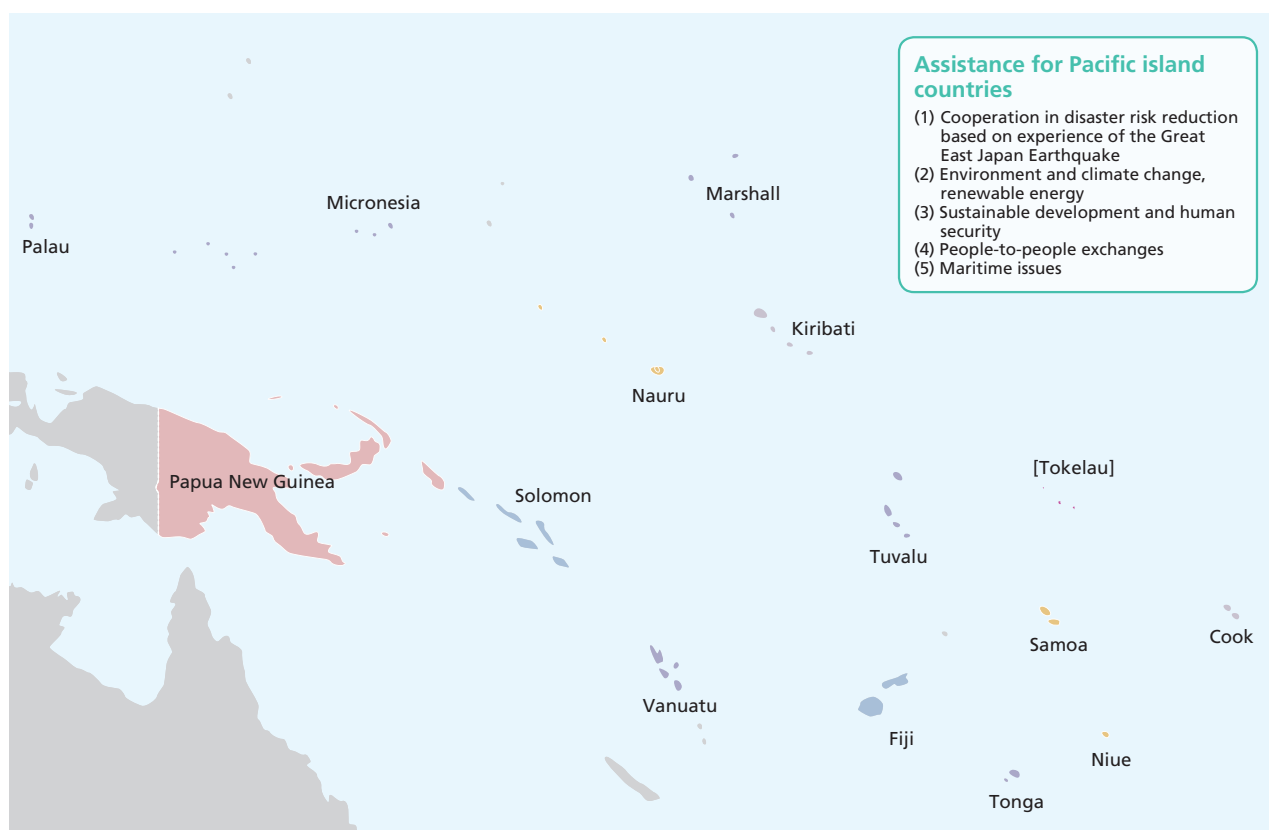 Assistance for Pacific island
countries
(1) Cooperation in disaster risk reduction
based on experience of the Great
East Japan Earthquake
(2) Environment and climate change,
renewable energy
(3) Sustainable development and human
security
(4) People-to-people exchanges
(5) Maritime issues
Marshall
Micronesia
Palau
Kiribati
Nauru
[Tokelau]
Papua New Guinea
Solomon
Tuvalu
Cook
Samoa
Vanuatu
Fiji
Niue
Tonga